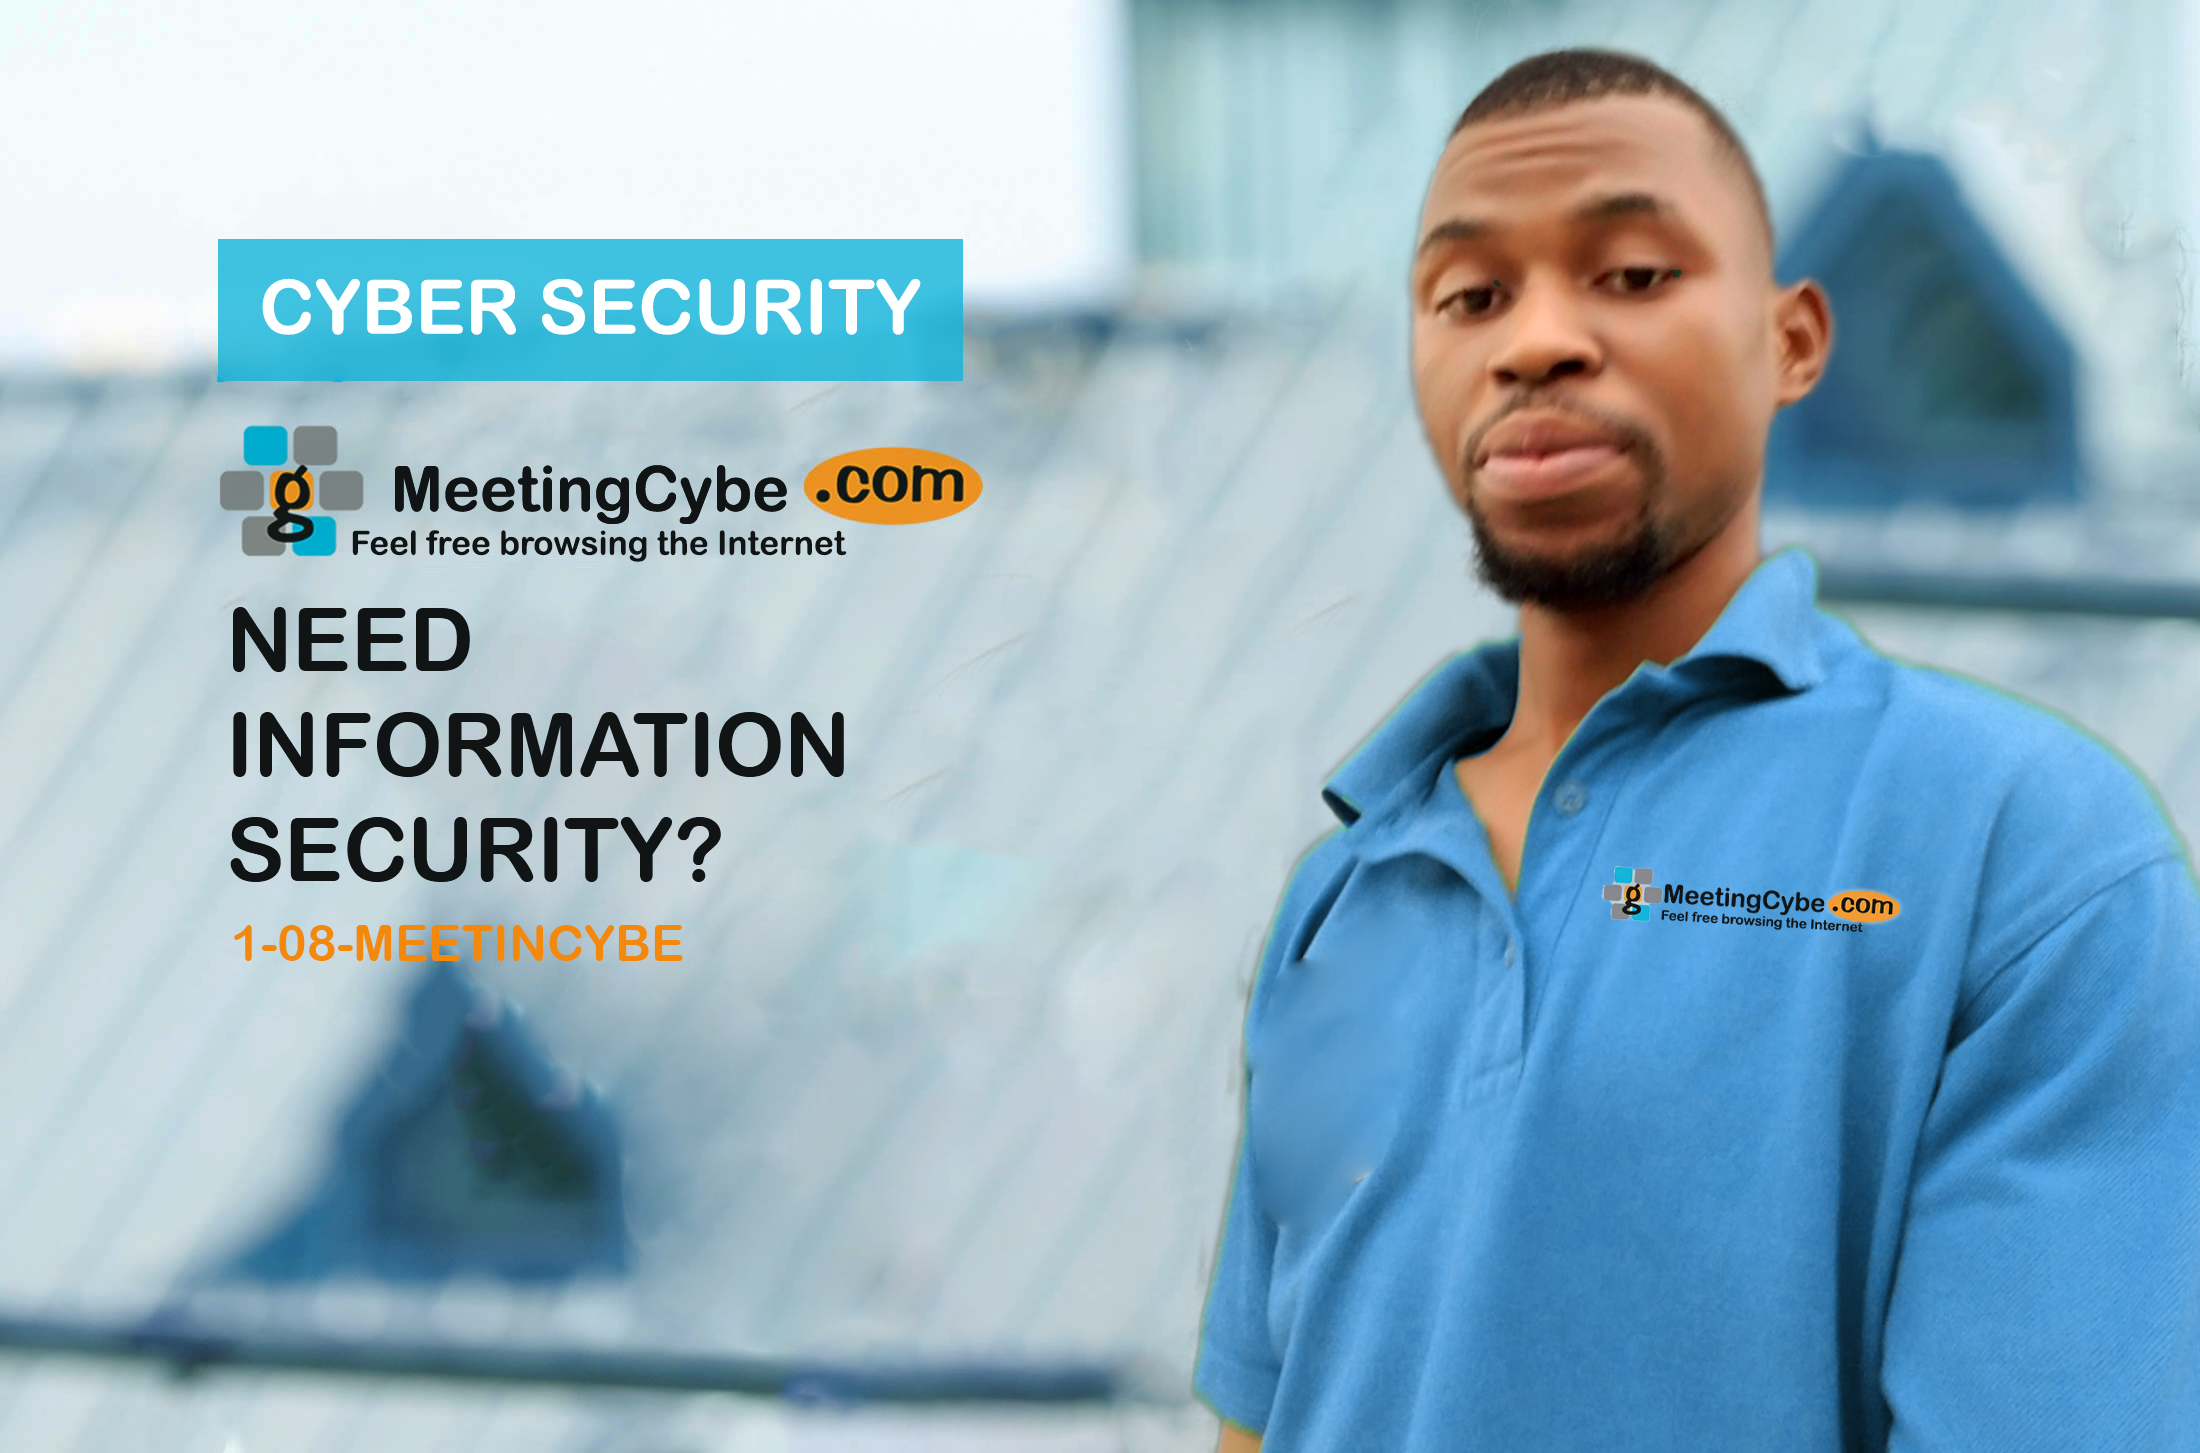 CYBER SECURITY
g MeetingCybe .com
Feel free browsing the Internet
NEED
INFORMATION
SECURITY?
1-08-MEETINCYBE
g MeetingCybe .com
Feel free browsing the Internet